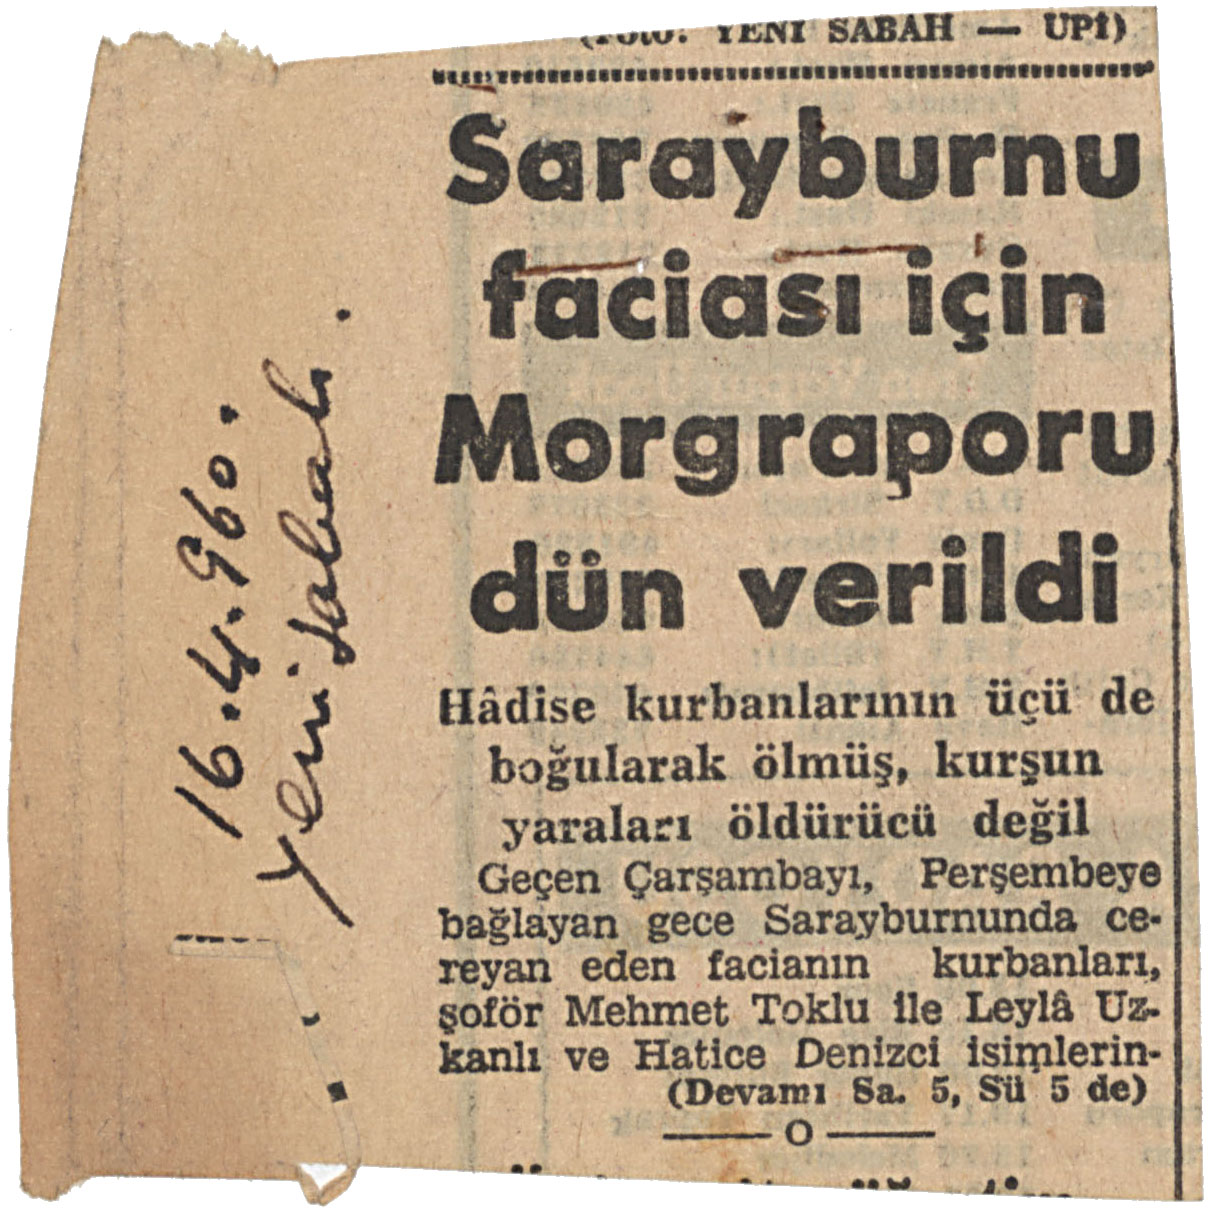 (Foto: YENİ SABAH — UPİ)
Sarayburnu
faciası için
Morgraporu
dün verildi
Hâdise kurbanlarının üçü de
boğularak ölmüş, kurşun
yaraları öldürücü değil
Geçen Çarşambayı, Perşembeye
bağlayan gece Sarayburnunda ce-
reyan eden facianın kurbanları,
şoför Mehmet Toklu ile Leylâ Uz-
kanlı ve Hatice Denizci isimlerin-
(Devamı Sa. 5, Sü 5 de)
16.4.960.
Yeni Sabah.